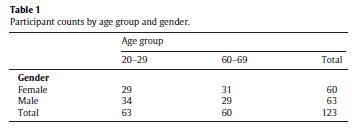 Table 1
Participant counts by age group and gender.
Age group
20–29 60–69 Total
Gender
Female 29 31 60
Male 34 29 63
Total 63 60 123